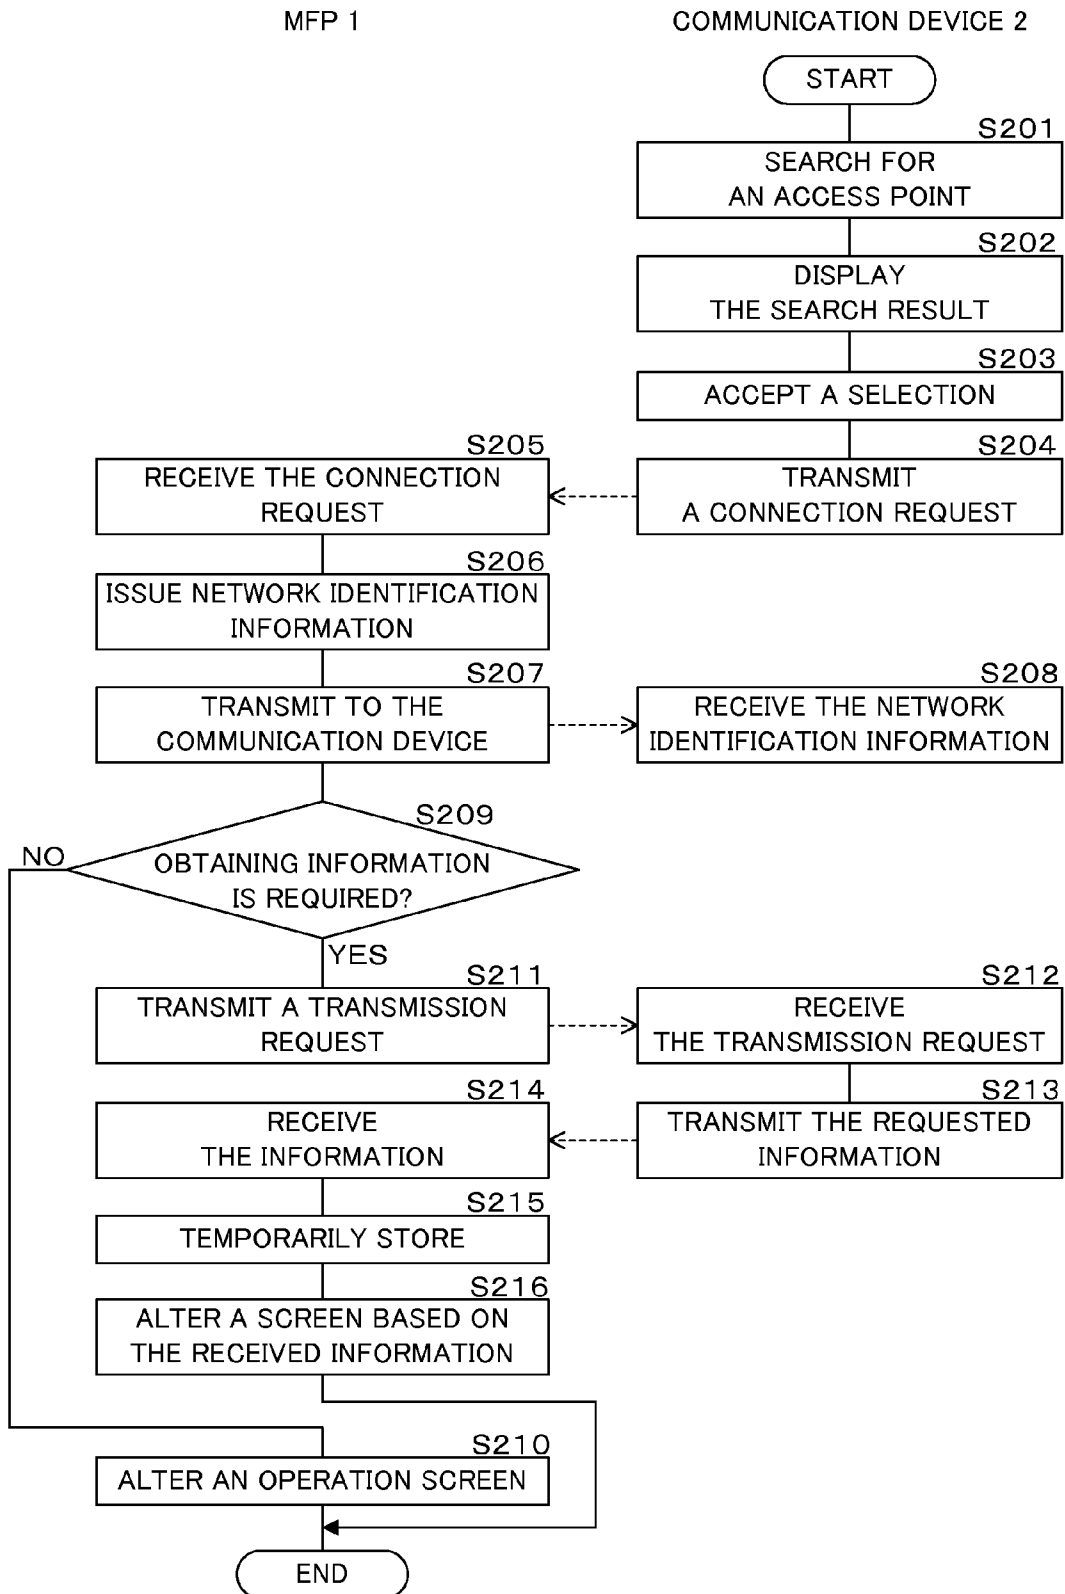 MFP 1
COMMUNICATION DEVICE 2
START
S201
SEARCH FOR
AN ACCESS POINT
S202
DISPLAY
THE SEARCH RESULT
S203
ACCEPT A SELECTION
S204
TRANSMIT
A CONNECTION REQUEST
S205
RECEIVE THE CONNECTION
REQUEST
S206
ISSUE NETWORK IDENTIFICATION
INFORMATION
S207
TRANSMIT TO THE
COMMUNICATION DEVICE
S208
RECEIVE THE NETWORK
IDENTIFICATION INFORMATION
S209
OBTAINING INFORMATION
IS REQUIRED?
NO
YES
S211
TRANSMIT A TRANSMISSION
REQUEST
S212
RECEIVE
THE TRANSMISSION REQUEST
S213
TRANSMIT THE REQUESTED
INFORMATION
S214
RECEIVE
THE INFORMATION
S215
TEMPORARILY STORE
S216
ALTER A SCREEN BASED ON
THE RECEIVED INFORMATION
S210
ALTER AN OPERATION SCREEN
END